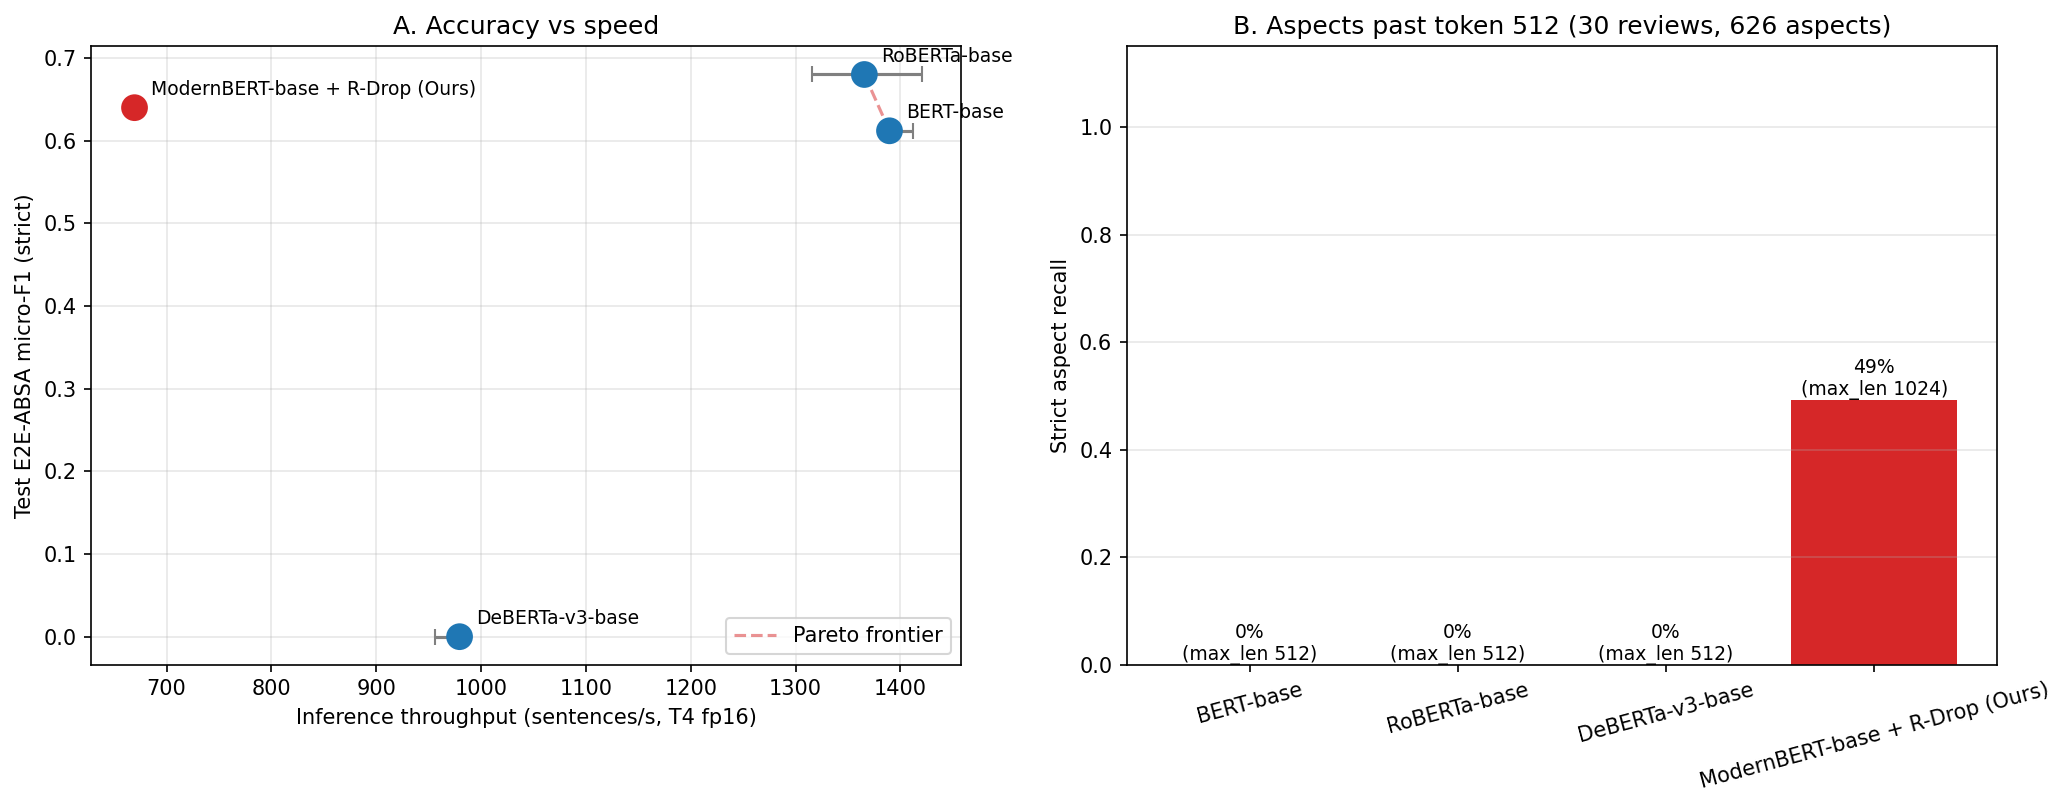 A. Accuracy vs speed
Test E2E-ABSA micro-F1 (strict)
0.7
0.6
0.5
0.4
0.3
0.2
0.1
0.0
RoBERTa-base
ModernBERT-base + R-Drop (Ours)
BERT-base
DeBERTa-v3-base
Pareto frontier
700 800 900 1000 1100 1200 1300 1400
Inference throughput (sentences/s, T4 fp16)
B. Aspects past token 512 (30 reviews, 626 aspects)
Strict aspect recall
1.0
0.8
0.6
0.4
0.2
0.0
0%
(max_len 512)
0%
(max_len 512)
0%
(max_len 512)
49%
(max_len 1024)
BERT-base
RoBERTa-base
DeBERTa-v3-base
ModernBERT-base + R-Drop (Ours)